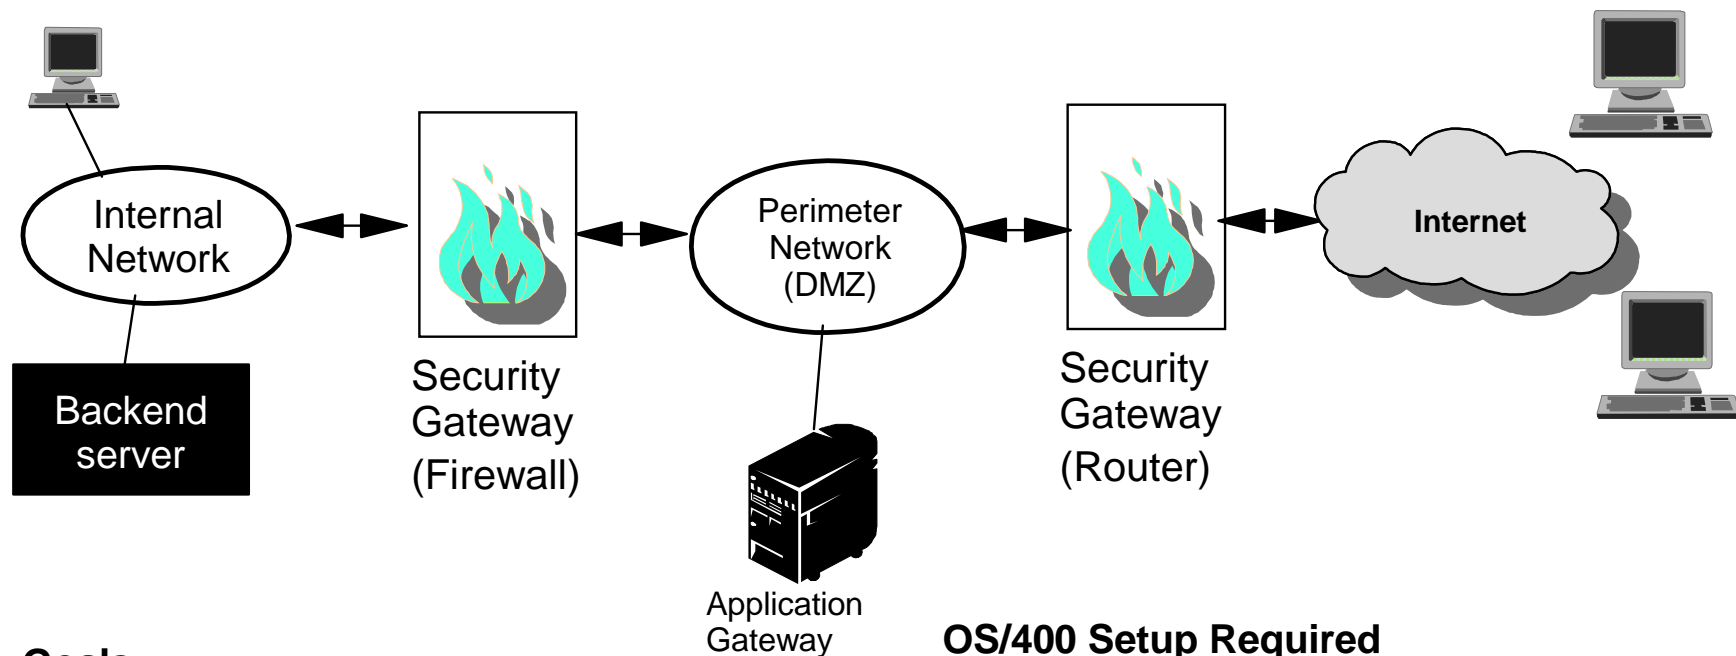 Internal
Network
Backend
server
Security
Gateway
(Firewall)
Perimeter
Network
(DMZ)
Application
Gateway
Security
Gateway
(Router)
Internet
OS/400 Setup Required